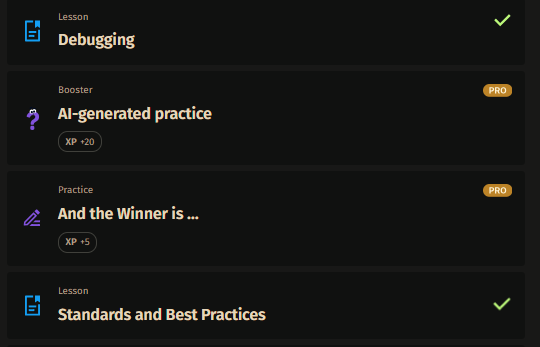 Lesson
Debugging
Booster
PRO
AI-generated practice
XP +20
Practice
PRO
And the Winner is ...
XP +5
Lesson
Standards and Best Practices